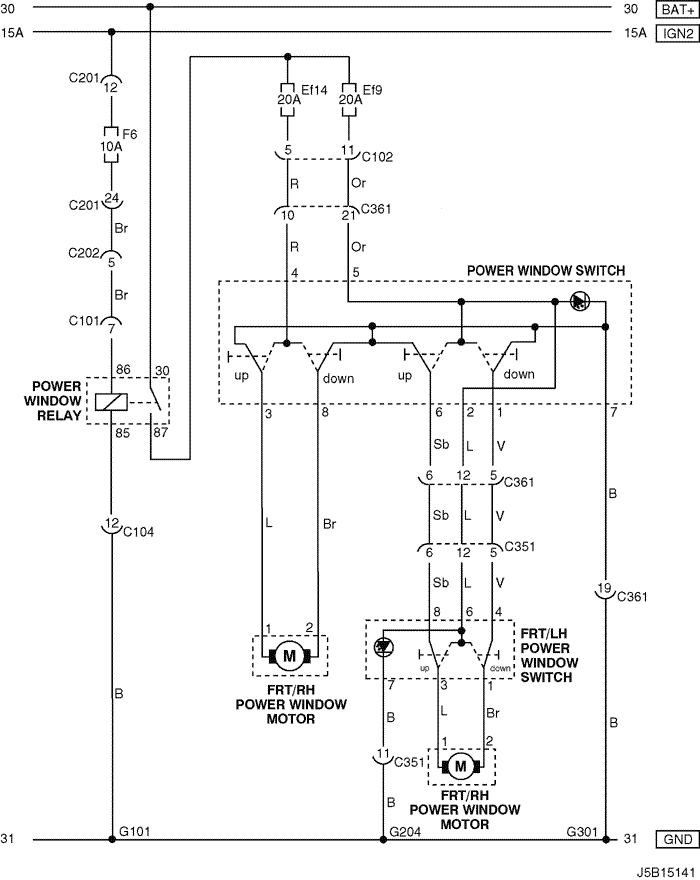 30 30 BAT+
15A 15A IGN2
C201 12
Ef14 20A Ef9 20A
F6 10A
5 11 C102
R Or
24 C201
10 21 C361
Br
R Or
C202 5
4 5 POWER WINDOW SWITCH
Br
C101 7
up down up down
86 30
POWER WINDOW RELAY
85 87
3 8 6 2 1 7
Sb L V
6 12 5 C361
B
L Br Sb L V
12 C104
6 12 5 C351
Sb L V
19 C361
8 6 4
1 2
FRT/LH POWER WINDOW SWITCH
M
up down
FRT/RH
POWER WINDOW
MOTOR
7 3 1
B
B L Br B
1 2
11 C351
M
FRT/RH
POWER WINDOW
MOTOR
B
31 G101 G204 G301 31 GND
J5B15141